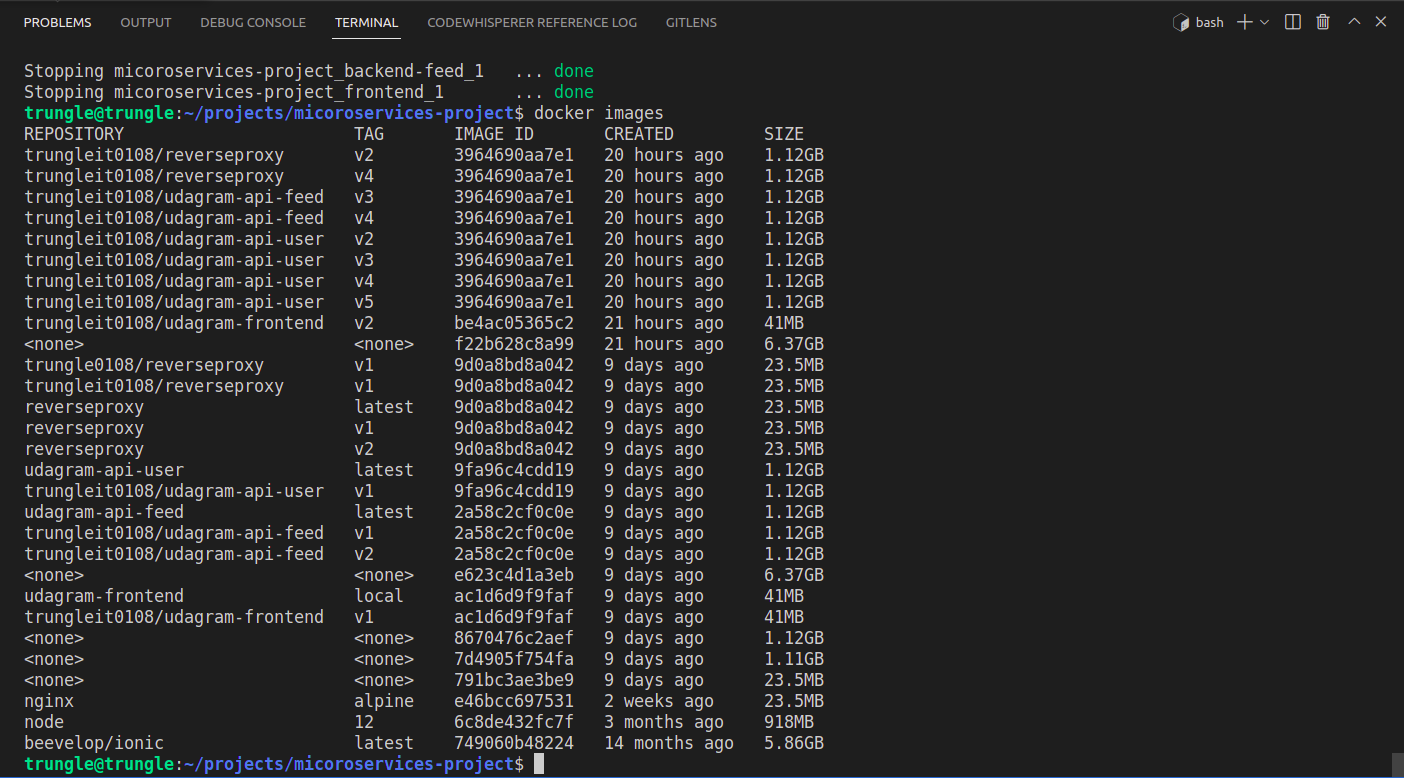 PROBLEMS OUTPUT DEBUG CONSOLE TERMINAL CODEWHISPERER REFERENCE LOG GITLENS bash
Stopping micoroservices-project_backend-feed_1 ... done
Stopping micoroservices-project_frontend_1 ... done
trungle@trungle:~/projects/micoroservices-project$ docker images
REPOSITORY TAG IMAGE ID CREATED SIZE
trungleit0108/reverseproxy v2 3964690aa7e1 20 hours ago 1.12GB
trungleit0108/reverseproxy v4 3964690aa7e1 20 hours ago 1.12GB
trungleit0108/udagram-api-feed v3 3964690aa7e1 20 hours ago 1.12GB
trungleit0108/udagram-api-feed v4 3964690aa7e1 20 hours ago 1.12GB
trungleit0108/udagram-api-user v2 3964690aa7e1 20 hours ago 1.12GB
trungleit0108/udagram-api-user v3 3964690aa7e1 20 hours ago 1.12GB
trungleit0108/udagram-api-user v4 3964690aa7e1 20 hours ago 1.12GB
trungleit0108/udagram-api-user v5 3964690aa7e1 20 hours ago 1.12GB
trungleit0108/udagram-frontend v2 be4ac05365c2 21 hours ago 41MB
<none> <none> f22b628c8a99 21 hours ago 6.37GB
trungle0108/reverseproxy v1 9d0a8bd8a042 9 days ago 23.5MB
trungleit0108/reverseproxy v1 9d0a8bd8a042 9 days ago 23.5MB
reverseproxy latest 9d0a8bd8a042 9 days ago 23.5MB
reverseproxy v1 9d0a8bd8a042 9 days ago 23.5MB
reverseproxy v2 9d0a8bd8a042 9 days ago 23.5MB
udagram-api-user latest 9fa96c4cdd19 9 days ago 1.12GB
trungleit0108/udagram-api-user v1 9fa96c4cdd19 9 days ago 1.12GB
udagram-api-feed latest 2a58c2cf0c0e 9 days ago 1.12GB
trungleit0108/udagram-api-feed v1 2a58c2cf0c0e 9 days ago 1.12GB
trungleit0108/udagram-api-feed v2 2a58c2cf0c0e 9 days ago 1.12GB
<none> <none> e623c4d1a3eb 9 days ago 6.37GB
udagram-frontend local ac1d6d9f9faf 9 days ago 41MB
trungleit0108/udagram-frontend v1 ac1d6d9f9faf 9 days ago 41MB
<none> <none> 8670476c2aef 9 days ago 1.12GB
<none> <none> 7d4905f754fa 9 days ago 1.11GB
<none> <none> 791bc3ae3be9 9 days ago 23.5MB
nginx alpine e46bcc697531 2 weeks ago 23.5MB
node 12 6c8de432fc7f 3 months ago 918MB
beevelop/ionic latest 749060b48224 14 months ago 5.86GB
trungle@trungle:~/projects/micoroservices-project$